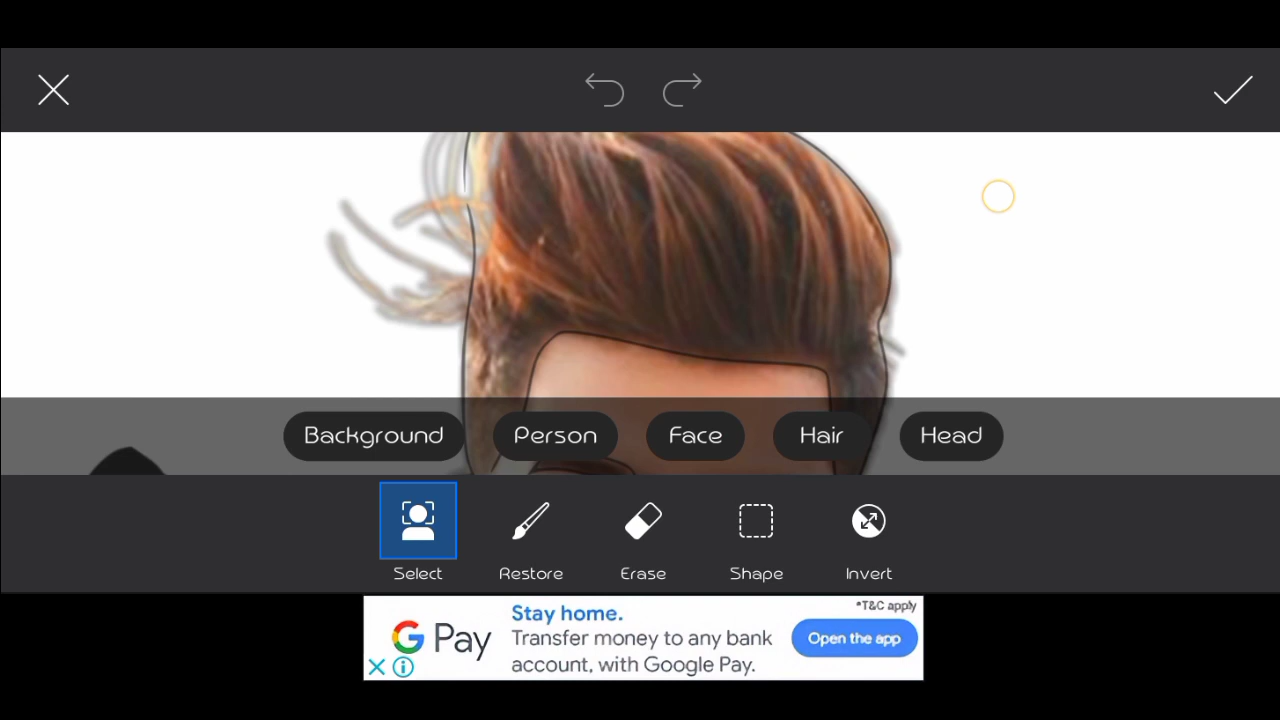 Background Person Face Hair Head
Select Restore Erase Shape Invert
G Pay
Stay home.
Transfer money to any bank
account, with Google Pay.
*T&C apply
Open the app